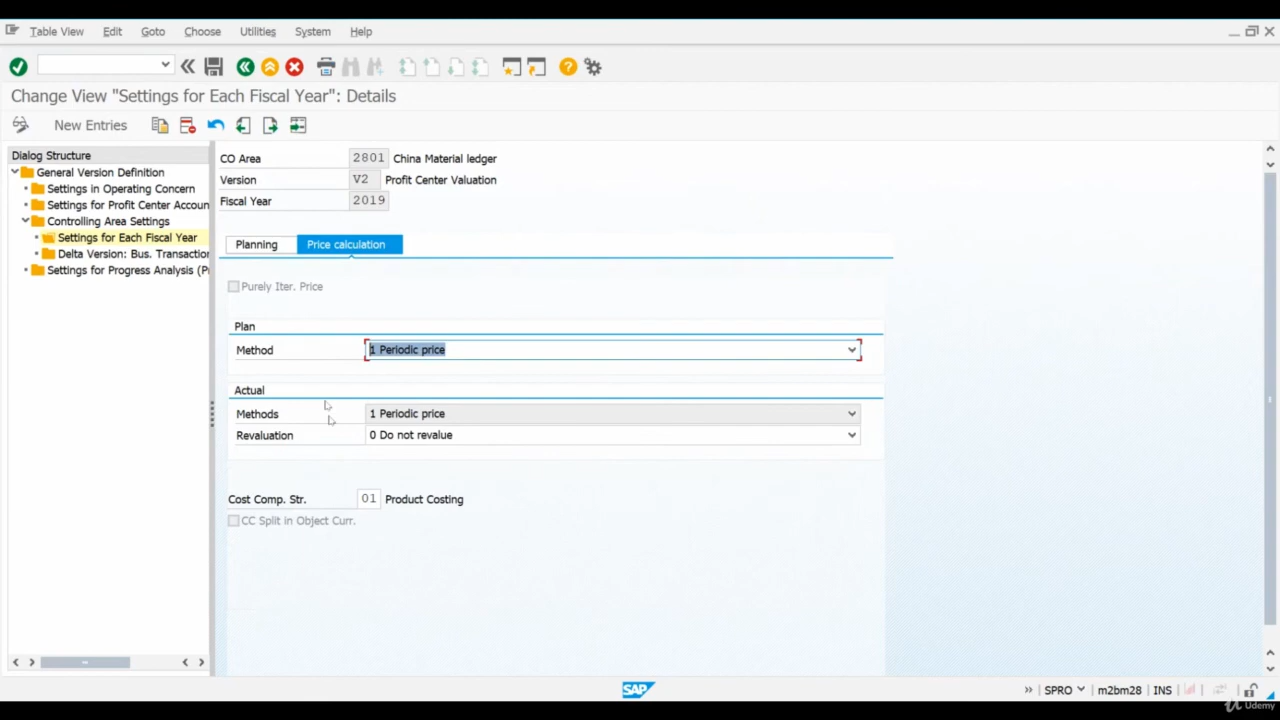 Table View Edit Goto Choose Utilities System Help
Change View "Settings for Each Fiscal Year": Details
New Entries
Dialog Structure
General Version Definition
Settings in Operating Concern
Settings for Profit Center Accoun
Controlling Area Settings
Settings for Each Fiscal Year
Delta Version: Bus. Transaction
Settings for Progress Analysis (P
CO Area 2801 China Material ledger
Version V2 Profit Center Valuation
Fiscal Year 2019
Planning Price calculation
Purely Iter. Price
Plan
Method 1 Periodic price
Actual
Methods 1 Periodic price
Revaluation 0 Do not revalue
Cost Comp. Str. 01 Product Costing
CC Split in Object Curr.
SAP SPRO m2bm28 INS
Udemy